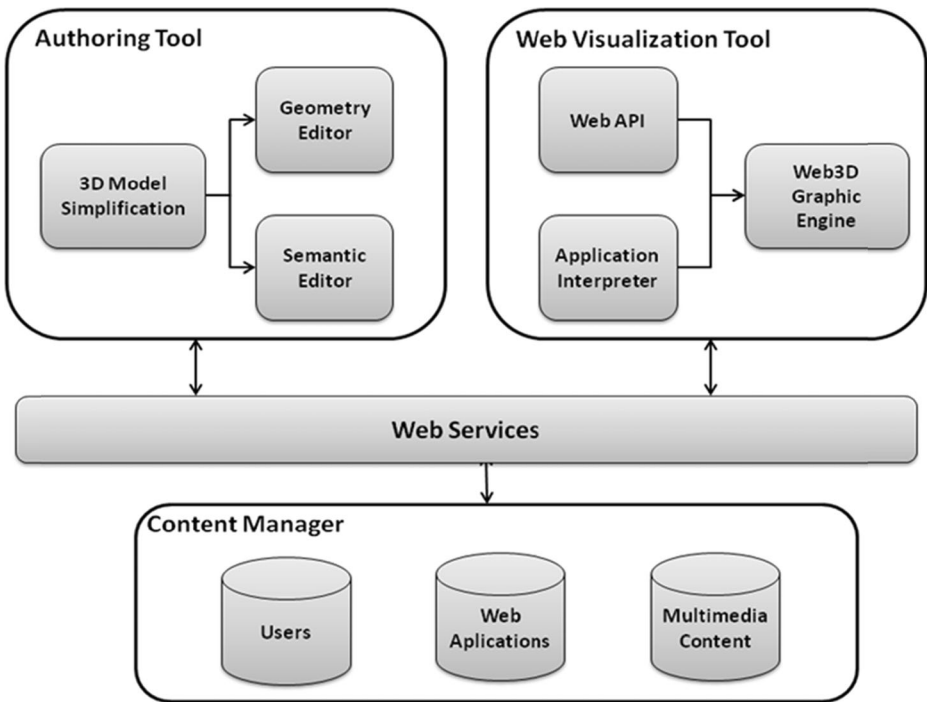 Authoring Tool
Geometry
Editor
3D Model
Simplification
Semantic
Editor
Web Visualization Tool
Web API
Web3D
Graphic
Engine
Application
Interpreter
Web Services
Content Manager
Users
Web
Aplications
Multimedia
Content